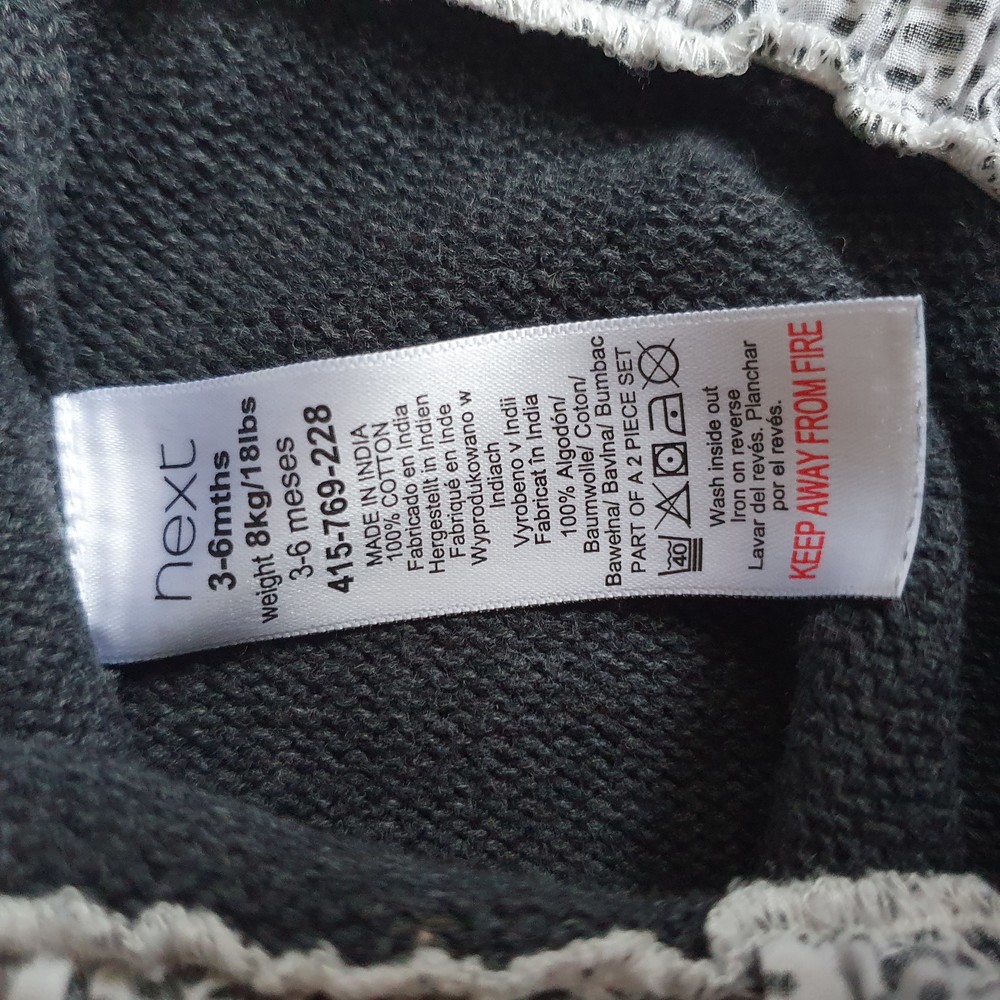 next
3-6mths
weight 8kg/18lbs
3-6 meses
415-769-228
MADE IN INDIA
100% COTTON
Fabricado en India
Hergestellt in Indien
Fabriqué en Inde
Wyprodukowano w
Indiach
Vyrobeno v Indii
Fabricat in India
100% Algodón/
Baumwolle/ Coton/
Bawełna/ Bavlna/ Bumbac
PART OF A 2 PIECE SET
40
Wash inside out
Iron on reverse
Lavar del revés. Planchar
por el revés.
KEEP AWAY FROM FIRE